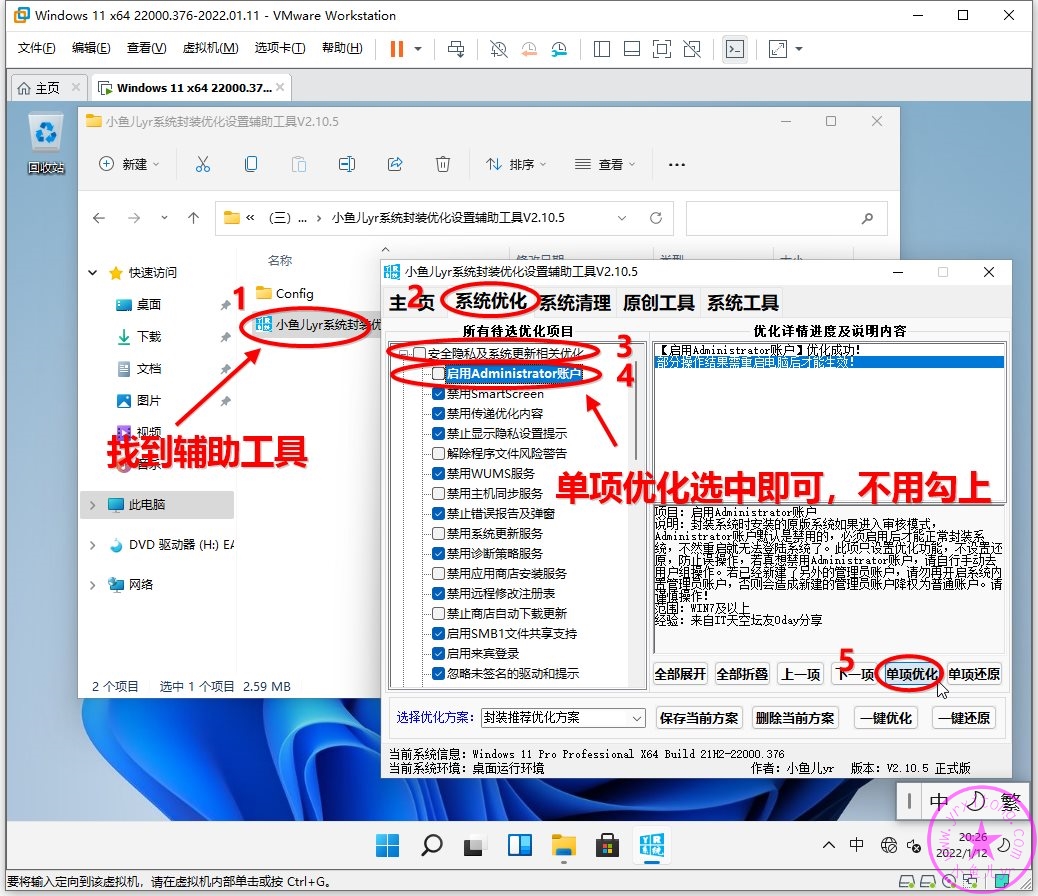 Windows 11 x64 22000.376-2022.01.11 - VMware Workstation
文件(F) 编辑(E) 查看(V) 虚拟机(M) 选项卡(T) 帮助(H)
主页 Windows 11 x64 22000.37...
回收站
小鱼儿yr系统封装优化设置辅助工具V2.10.5
新建 排序 查看
« (三) ... › 小鱼儿yr系统封装优化设置辅助工具V2.10.5
名称 修改日期 类型 大小
快速访问
桌面
下载
文档
图片
视频
音乐
此电脑
DVD 驱动器 (H:) EA
网络
Config
小鱼儿yr系统封装优
2 个项目 选中 1 个项目 2.59 MB
1
找到辅助工具
小鱼儿yr系统封装优化设置辅助工具V2.10.5
主页 系统优化 系统清理 原创工具 系统工具
2
所有待选优化项目
安全隐私及系统更新相关优化
3
启用Administrator账户
4
禁用SmartScreen
禁用传递优化内容
禁止显示隐私设置提示
解除程序文件风险警告
禁用WUMS服务
禁用主机同步服务
禁止错误报告及弹窗
禁用系统更新服务
禁用诊断策略服务
禁用应用商店安装服务
禁用远程修改注册表
禁止商店自动下载更新
启用SMB1文件共享支持
启用来宾登录
忽略未签名的驱动和提示
优化详情进度及说明内容
【启用Administrator账户】优化成功!
部分操作结果需重启电脑后才能生效!
单项优化选中即可，不用勾上
项目: 启用Administrator账户
说明: 封装系统时安装的原版系统如果进入审核模式,
Administrator账户默认是禁用的, 必须启用后才能正常封装系
统, 不然重启就无法登陆系统了。此项只设置优化功能, 不设置还
原, 防止误操作, 若真想禁用Administrator账户, 请自行手动去
用户组操作。若已经新建了另外的管理员账户, 请勿再开启系统内
置管理员账户, 否则会造成新建的管理员账户降权为普通账户。请
谨慎操作!
范围: WIN7及以上
经验: 来自IT天空坛友Oday分享
5
全部展开 全部折叠 上一项 下一项 单项优化 单项还原
选择优化方案: 封装推荐优化方案 保存当前方案 删除当前方案 一键优化 一键还原
当前系统信息: Windows 11 Pro Professional X64 Build 21H2-22000.376
当前系统环境: 桌面运行环境 作者: 小鱼儿yr 版本: V2.10.5 正式版
中 繁
中
20:26
2022/1/12
www.yrxitong.com
小鱼儿yr
要将输入定向到该虚拟机，请在虚拟机内部单击或按 Ctrl+G。